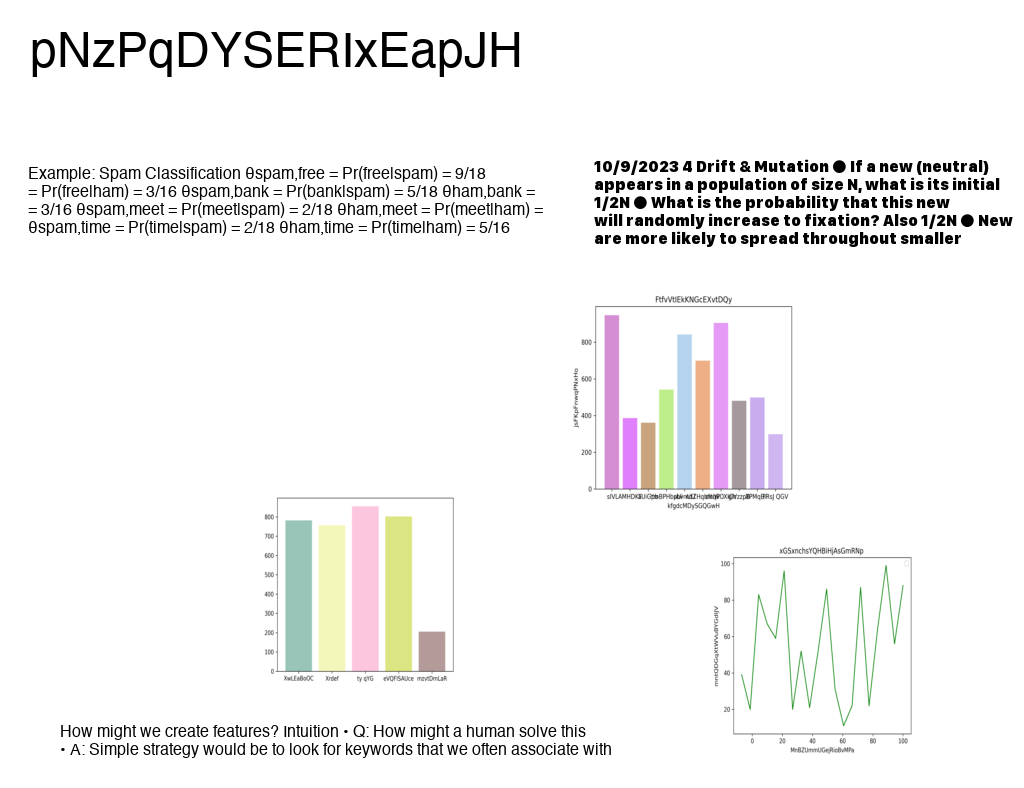 pNzPqDYSERIxEapJH
Example: Spam Classification θspam,free = Pr(free|spam) = 9/18
= Pr(free|ham) = 3/16 θspam,bank = Pr(bank|spam) = 5/18 θham,bank =
= 3/16 θspam,meet = Pr(meet|spam) = 2/18 θham,meet = Pr(meet|ham) =
θspam,time = Pr(time|spam) = 2/18 θham,time = Pr(time|ham) = 5/16
10/9/2023 4 Drift & Mutation ● If a new (neutral)
appears in a population of size N, what is its initial
1/2N ● What is the probability that this new
will randomly increase to fixation? Also 1/2N ● New
are more likely to spread throughout smaller
800
600
400
200
0
QGV
kfgdcMDySGQGwH
800
700
600
500
400
300
200
100
0
XwLEaBoOC Xrdef ty qYG eVQFISAUce mzvtDmLaR
xGSxnchsYQHBiHjAsGmRNp
100
80
60
40
20
0 20 40 60 80 100
MnBZUmmUGeJRioBvMPa
How might we create features? Intuition • Q: How might a human solve this
• A: Simple strategy would be to look for keywords that we often associate with